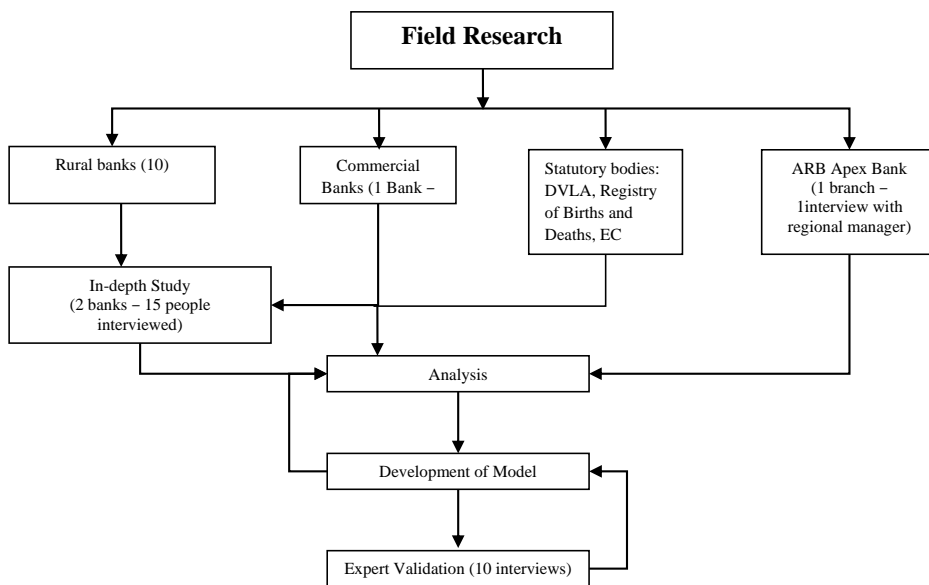 Field Research
Rural banks (10)
Commercial
Banks (1 Bank –
Statutory bodies:
DVLA, Registry
of Births and
Deaths, EC
ARB Apex Bank
(1 branch –
1interview with
regional manager)
In-depth Study
(2 banks – 15 people
interviewed)
Analysis
Development of Model
Expert Validation (10 interviews)